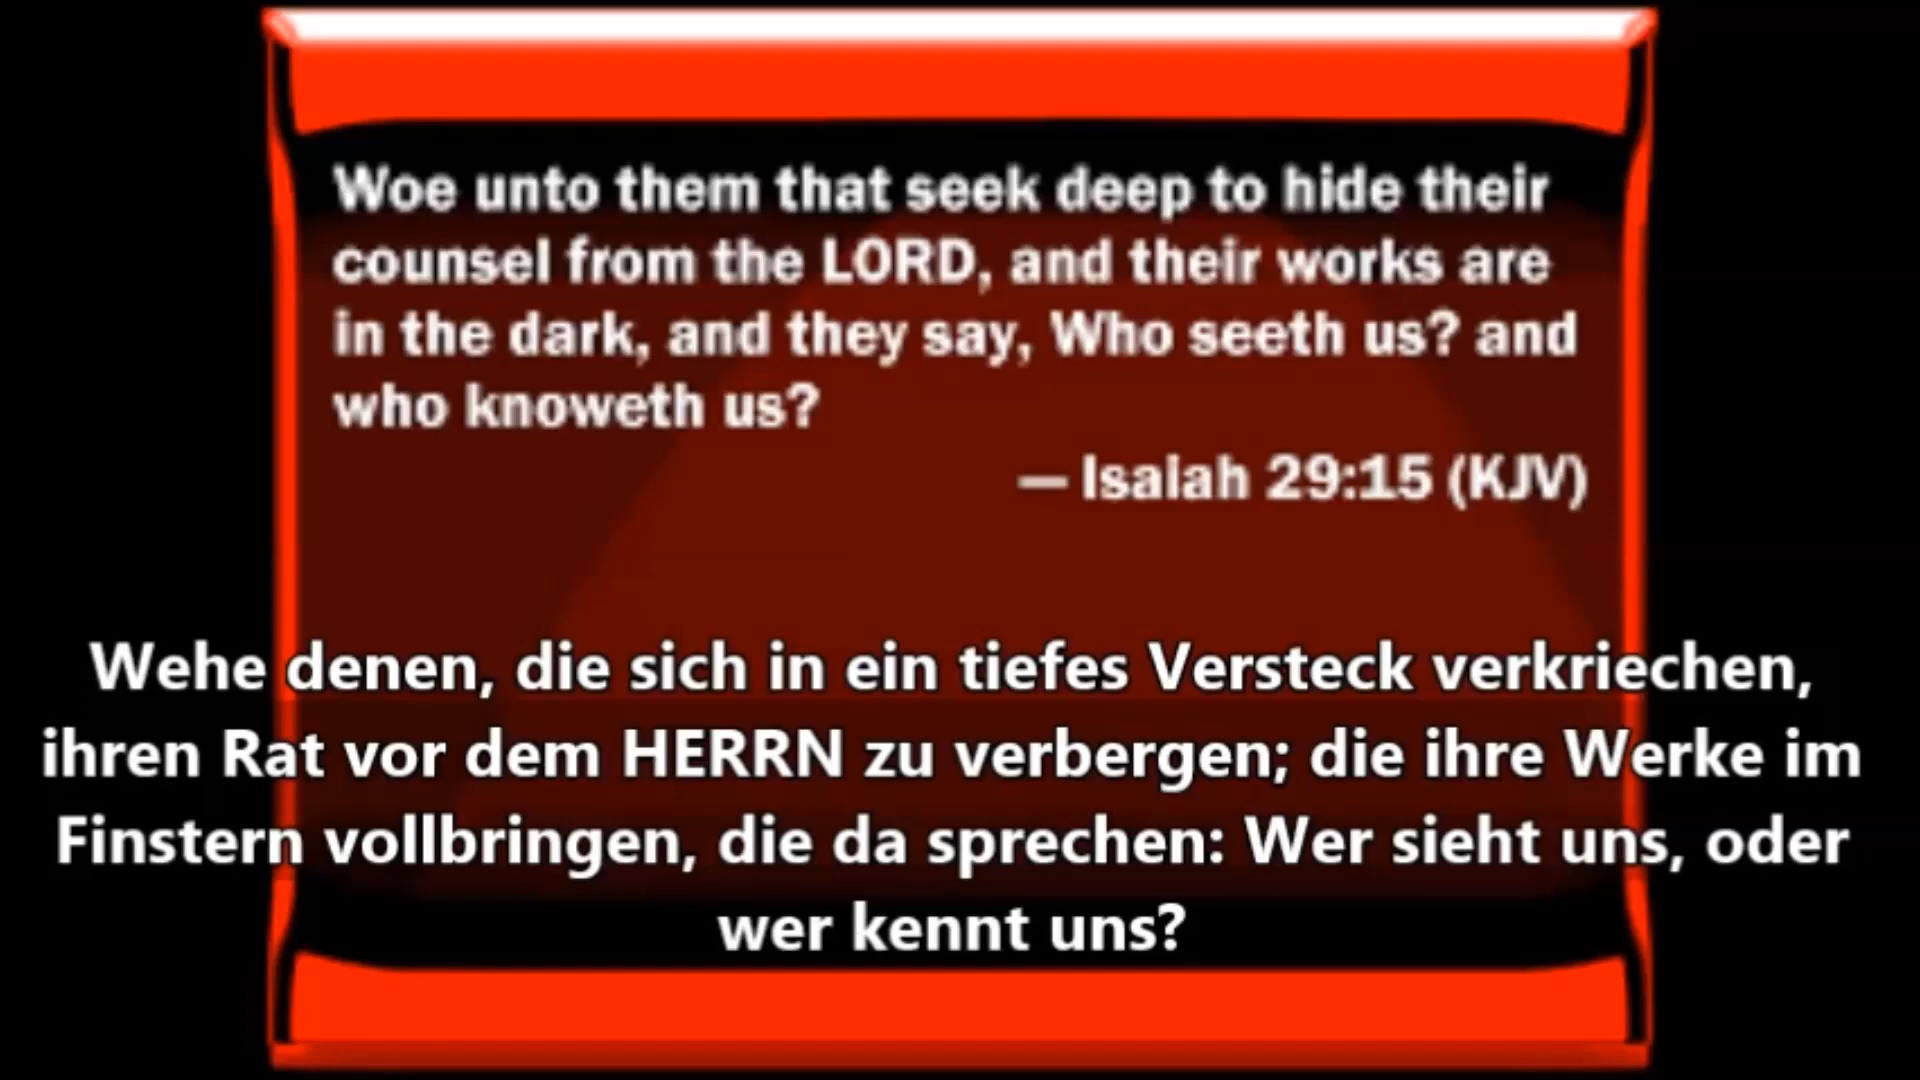 Woe unto them that seek deep to hide their
counsel from the LORD, and their works are
in the dark, and they say, Who seeth us? and
who knoweth us?
— Isaiah 29:15 (KJV)
Wehe denen, die sich in ein tiefes Versteck verkriechen,
ihren Rat vor dem HERRN zu verbergen; die ihre Werke im
Finstern vollbringen, die da sprechen: Wer sieht uns, oder
wer kennt uns?